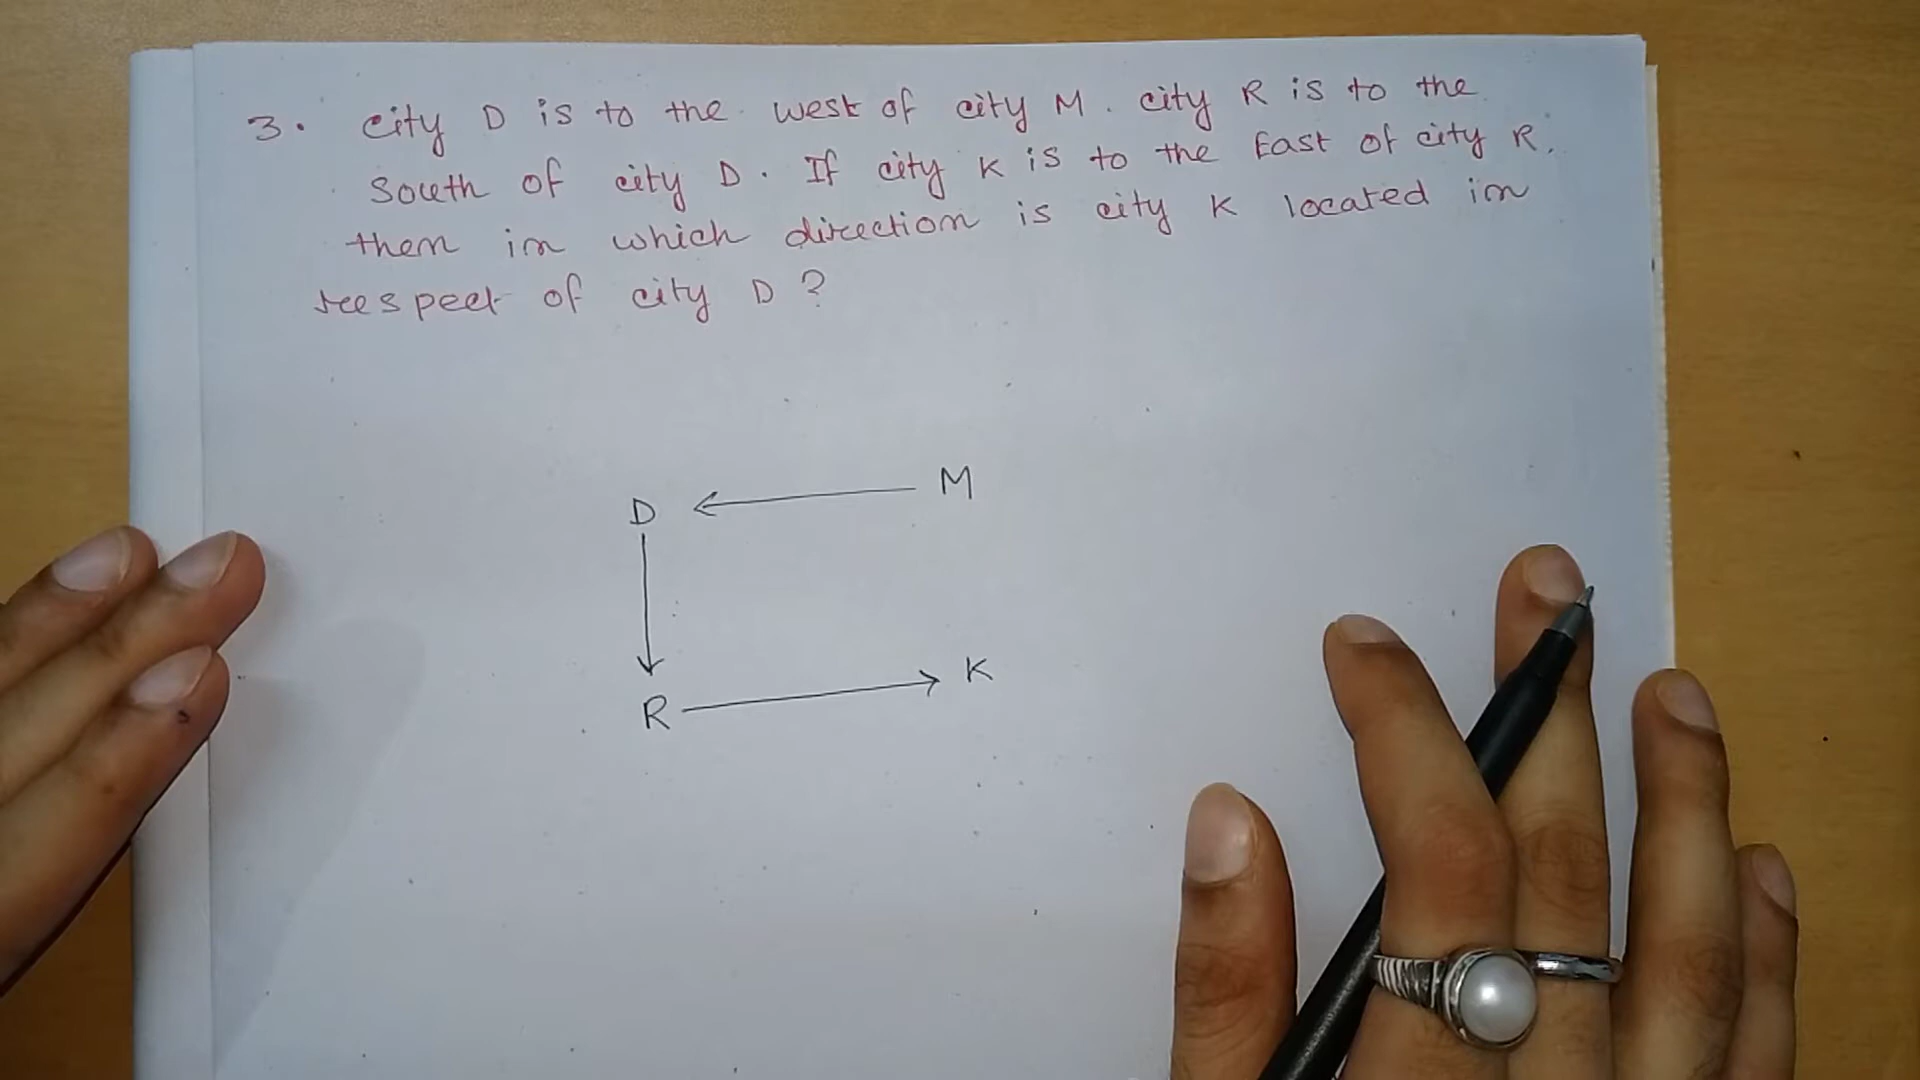 3. City D is to the west of city M. city R is to the
South of city D. If city K is to the East of city R.
then in which direction is city K located in
respect of city D?
D M
R K